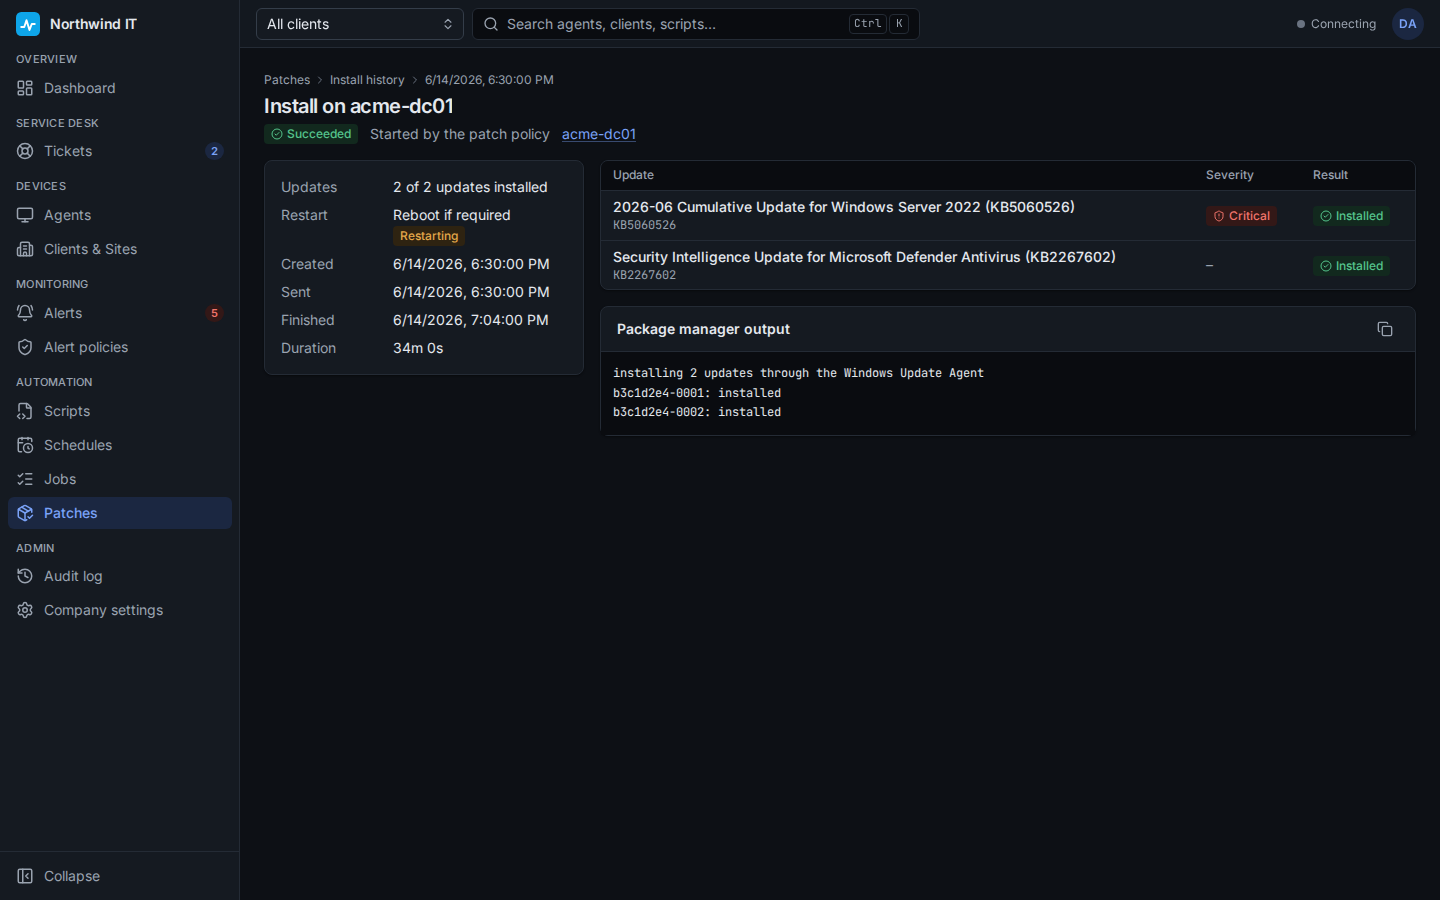 Northwind IT
All clients
Search agents, clients, scripts...
Ctrl K
Connecting
DA
OVERVIEW
Dashboard
SERVICE DESK
Tickets 2
DEVICES
Agents
Clients & Sites
MONITORING
Alerts 5
Alert policies
AUTOMATION
Scripts
Schedules
Jobs
Patches
ADMIN
Audit log
Company settings
Collapse
Patches > Install history > 6/14/2026, 6:30:00 PM
Install on acme-dc01
Succeeded Started by the patch policy acme-dc01
Updates 2 of 2 updates installed
Restart Reboot if required
Restarting
Created 6/14/2026, 6:30:00 PM
Sent 6/14/2026, 6:30:00 PM
Finished 6/14/2026, 7:04:00 PM
Duration 34m 0s
Update Severity Result
2026-06 Cumulative Update for Windows Server 2022 (KB5060526)
KB5060526
Critical Installed
Security Intelligence Update for Microsoft Defender Antivirus (KB2267602)
KB2267602
– Installed
Package manager output
installing 2 updates through the Windows Update Agent
b3c1d2e4-0001: installed
b3c1d2e4-0002: installed